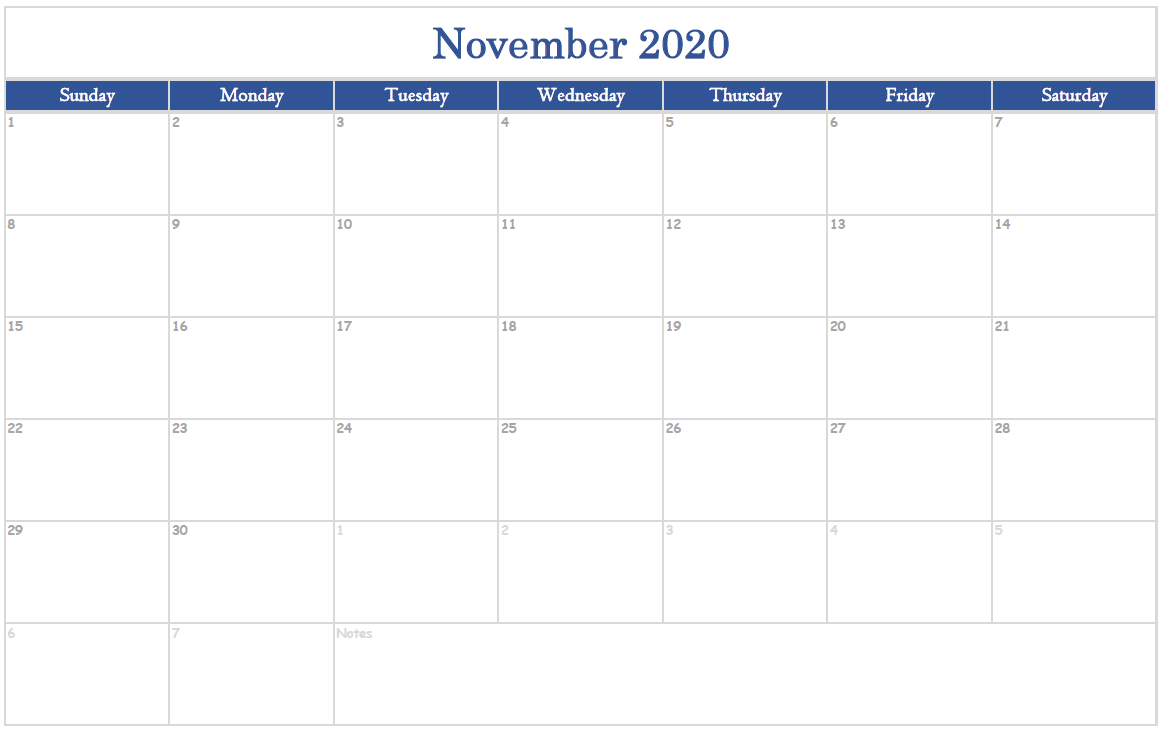 November 2020
Sunday Monday Tuesday Wednesday Thursday Friday Saturday
1 2 3 4 5 6 7
8 9 10 11 12 13 14
15 16 17 18 19 20 21
22 23 24 25 26 27 28
29 30 1 2 3 4 5
6 7 Notes